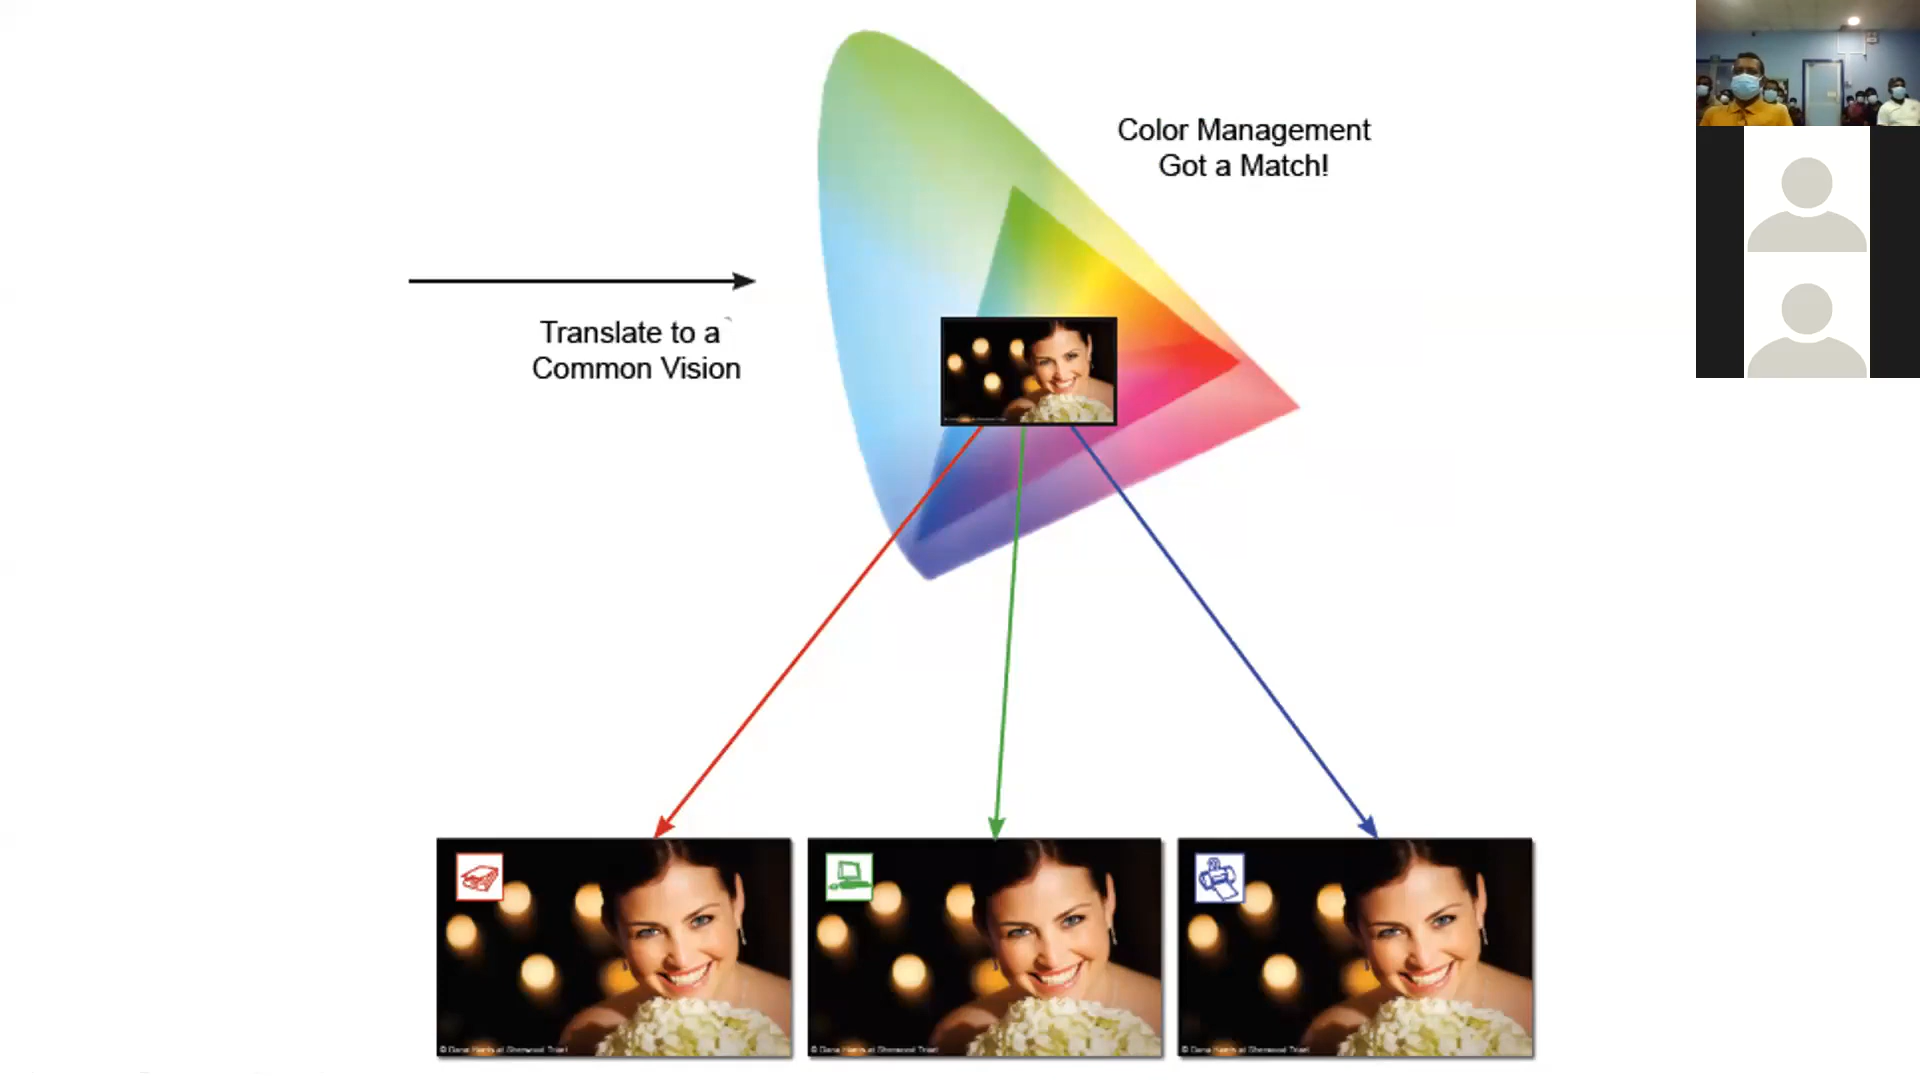 Color Management
Got a Match!
Translate to a
Common Vision